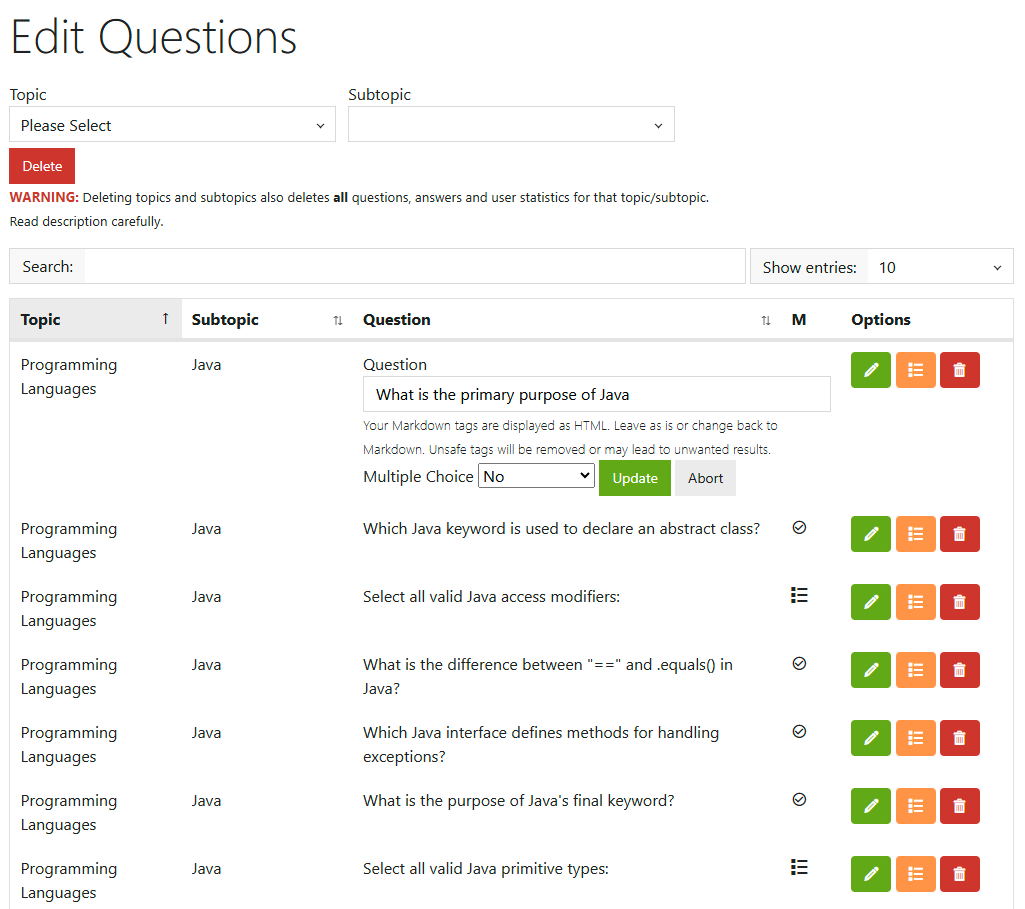 Edit Questions
Topic Subtopic
Please Select
Delete
WARNING: Deleting topics and subtopics also deletes all questions, answers and user statistics for that topic/subtopic.
Read description carefully.
Search: Show entries: 10
Topic Subtopic Question M Options
Programming Languages Java Question
What is the primary purpose of Java
Your Markdown tags are displayed as HTML. Leave as is or change back to
Markdown. Unsafe tags will be removed or may lead to unwanted results.
Multiple Choice No Update Abort
Programming Java Which Java keyword is used to declare an abstract class?
Languages
Programming Java Select all valid Java access modifiers:
Languages
Programming Java What is the difference between "==" and .equals() in
Languages Java?
Programming Java Which Java interface defines methods for handling
Languages exceptions?
Programming Java What is the purpose of Java's final keyword?
Languages
Programming Java Select all valid Java primitive types:
Languages